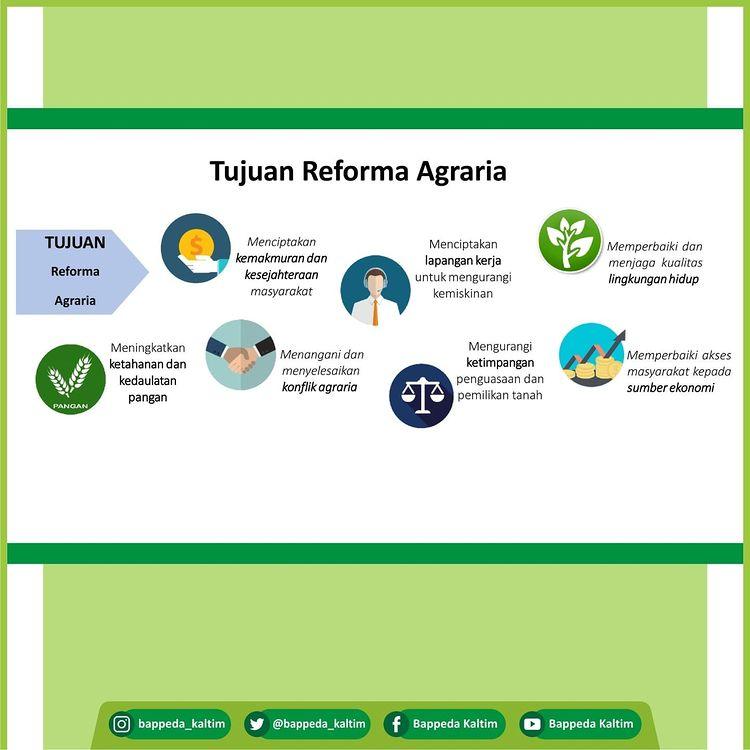 Tujuan Reforma Agraria
TUJUAN
Reforma
Agraria
Menciptakan
kemakmuran dan
kesejahteraan
masyarakat
Menciptakan
lapangan kerja
untuk mengurangi
kemiskinan
Memperbaiki dan
menjaga kualitas
lingkungan hidup
PANGAN
Meningkatkan
ketahanan dan
kedaulatan
pangan
Menangani dan
menyelesaikan
konflik agraria
Mengurangi
ketimpangan
penguasaan dan
pemilikan tanah
Memperbaiki akses
masyarakat kepada
sumber ekonomi
bappeda_kaltim
@bappeda_kaltim
Bappeda Kaltim
Bappeda Kaltim